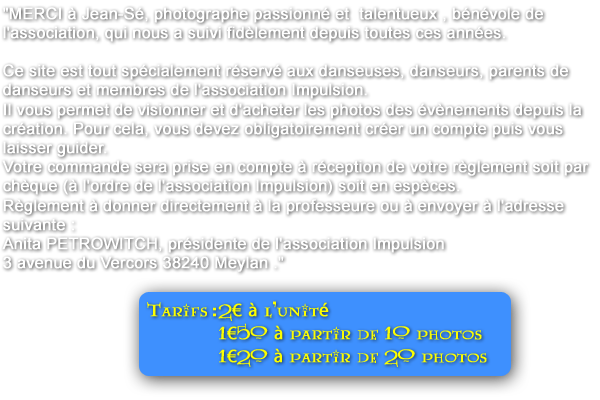 "MERCI à Jean-Sé, photographe passionné et  talentueux , bénévole de
l'association, qui nous a suivi fidèlement depuis toutes ces années.
Ce site est tout spécialement réservé aux danseuses, danseurs, parents de
danseurs et membres de l'association Impulsion.
Il vous permet de visionner et d'acheter les photos des évènements depuis la
création. Pour cela, vous devez obligatoirement créer un compte puis vous
laisser guider.
Votre commande sera prise en compte à réception de votre règlement soit par
chèque (à l'ordre de l'association Impulsion) soit en espèces.
Règlement à donner directement à la professeure ou à envoyer à l'adresse
suivante :
Anita PETROWITCH, présidente de l'association Impulsion
3 avenue du Vercors 38240 Meylan ."
Tarifs :2€ à l'unité
1€50 à partir de 10 photos
1€20 à partir de 20 photos